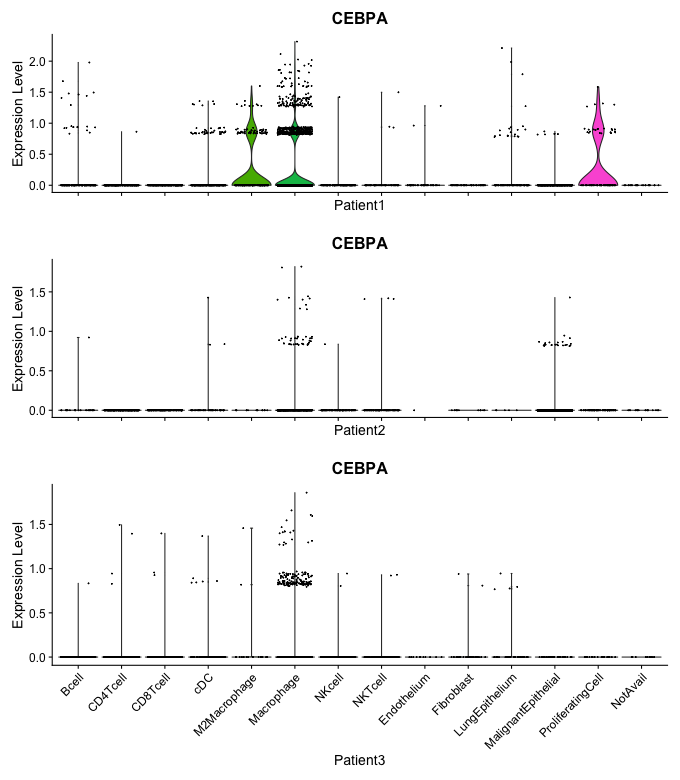 CEBPA
Expression Level
2.0
1.5
1.0
0.5
0.0
Patient1
CEBPA
Expression Level
1.5
1.0
0.5
0.0
Patient2
CEBPA
Expression Level
1.5
1.0
0.5
0.0
Bcell
CD4Tcell
CD8Tcell
cDC
M2Macrophage
Macrophage
NKcell
NKTcell
Endothelium
Fibroblast
LungEpithelium
MalignantEpithelial
ProliferatingCell
NotAvail
Patient3